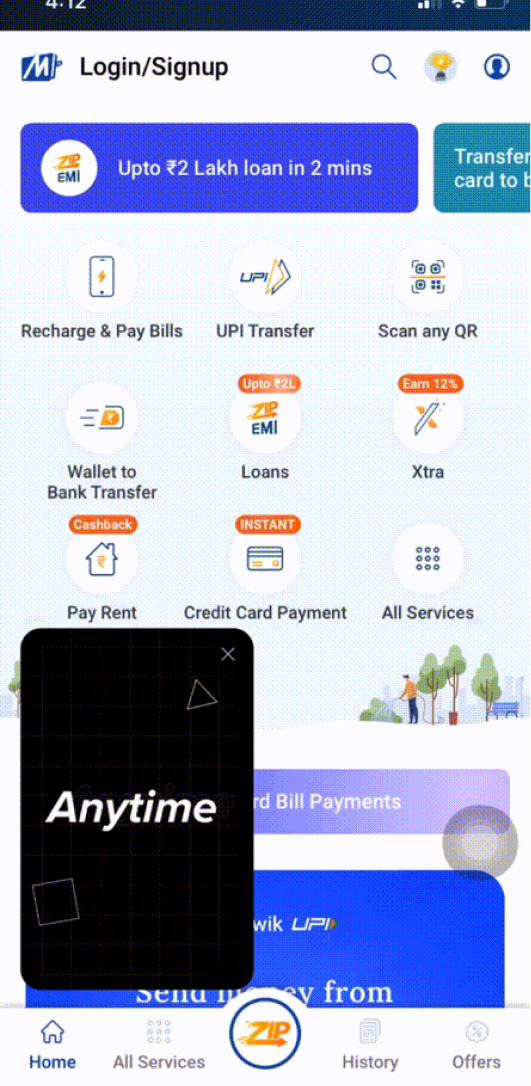 4:12
Login/Signup
ZIP
EMI
Upto ₹2 Lakh loan in 2 mins
Transfer
card to b
Recharge & Pay Bills
UPI
UPI Transfer
Scan any QR
Wallet to
Bank Transfer
Upto ₹2L
ZIP
EMI
Loans
Earn 12%
Xtra
Cashback
Pay Rent
INSTANT
Credit Card Payment
All Services
Anytime
rd Bill Payments
wik UPI
Send money from
Home
All Services
ZIP
History
Offers